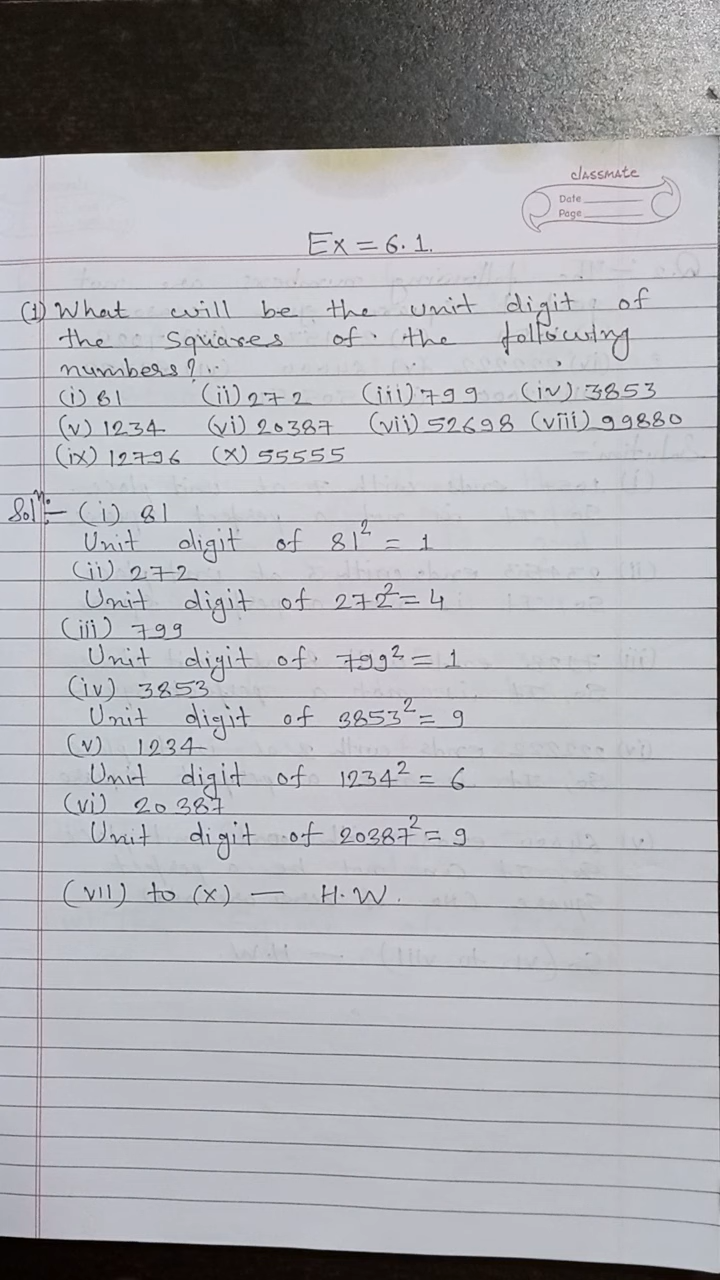 classmate
Date
Page
Ex = 6.1.
(1) What will be the unit digit of
the squares of the following
numbers?
(i) 81 (ii) 272 (iii) 799 (iv) 3853
(v) 1234 (vi) 20387 (vii) 52698 (viii) 99880
(ix) 12796 (x) 55555
Solⁿ:- (i) 81
Unit digit of 81² = 1
(ii) 272
Unit digit of 272² = 4
(iii) 799
Unit digit of 799² = 1
(iv) 3853
Unit digit of 3853² = 9
(v) 1234
Unit digit of 1234² = 6
(vi) 20387
Unit digit of 20387² = 9
(vii) to (x) — H.W.